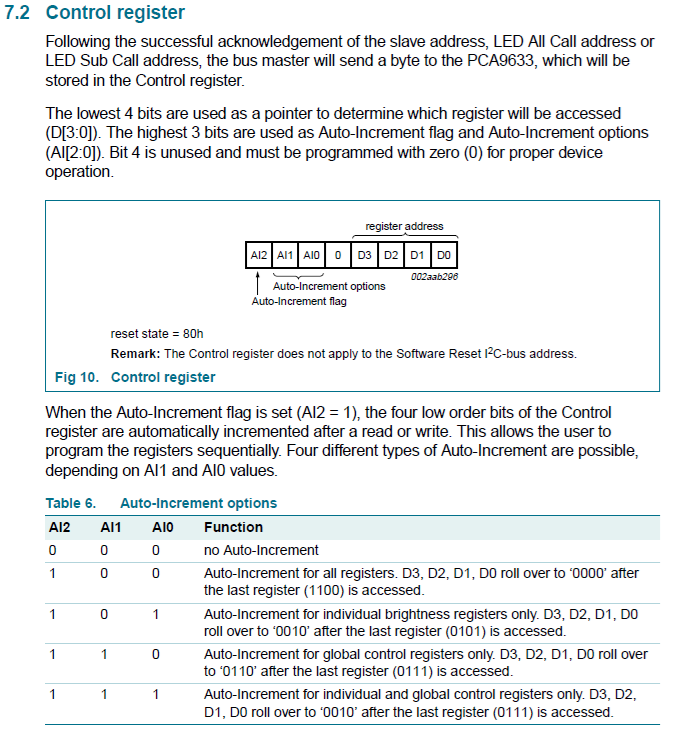 7.2 Control register
Following the successful acknowledgement of the slave address, LED All Call address or
LED Sub Call address, the bus master will send a byte to the PCA9633, which will be
stored in the Control register.
The lowest 4 bits are used as a pointer to determine which register will be accessed
(D[3:0]). The highest 3 bits are used as Auto-Increment flag and Auto-Increment options
(AI[2:0]). Bit 4 is unused and must be programmed with zero (0) for proper device
operation.
register address
AI2 AI1 AI0 0 D3 D2 D1 D0
002aab296
Auto-Increment options
Auto-Increment flag
reset state = 80h
Remark: The Control register does not apply to the Software Reset I²C-bus address.
Fig 10. Control register
When the Auto-Increment flag is set (AI2 = 1), the four low order bits of the Control
register are automatically incremented after a read or write. This allows the user to
program the registers sequentially. Four different types of Auto-Increment are possible,
depending on AI1 and AI0 values.
Table 6. Auto-Increment options
AI2 AI1 AI0 Function
0 0 0 no Auto-Increment
1 0 0 Auto-Increment for all registers. D3, D2, D1, D0 roll over to ‘0000’ after
the last register (1100) is accessed.
1 0 1 Auto-Increment for individual brightness registers only. D3, D2, D1, D0
roll over to ‘0010’ after the last register (0101) is accessed.
1 1 0 Auto-Increment for global control registers only. D3, D2, D1, D0 roll over
to ‘0110’ after the last register (0111) is accessed.
1 1 1 Auto-Increment for individual and global control registers only. D3, D2,
D1, D0 roll over to ‘0010’ after the last register (0111) is accessed.